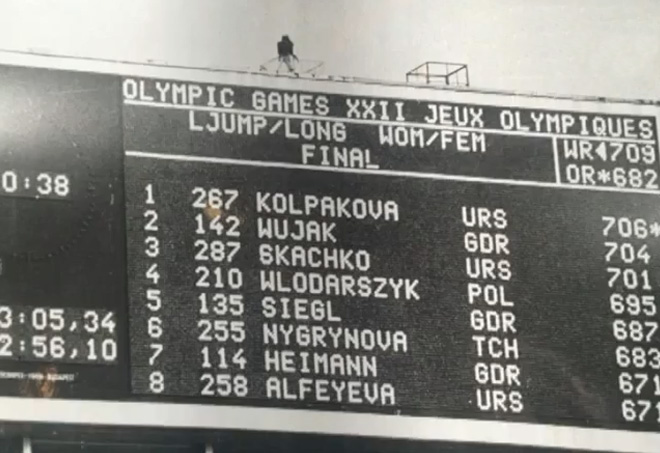 OLYMPIC GAMES XXII JEUX OLYMPIQUES
LJUMP/LONG WOM/FEM WR◄709
FINAL OR*682
0:38
1 267 KOLPAKOVA URS 706*
2 142 WUJAK GDR 704
3 287 SKACHKO URS 701
4 210 WLODARSZYK POL 695
5 135 SIEGL GDR 687
6 255 NYGRYNOVA TCH 683
7 114 HEIMANN GDR 671
8 258 ALFEYEVA URS 671
3:05,34
2:56,10